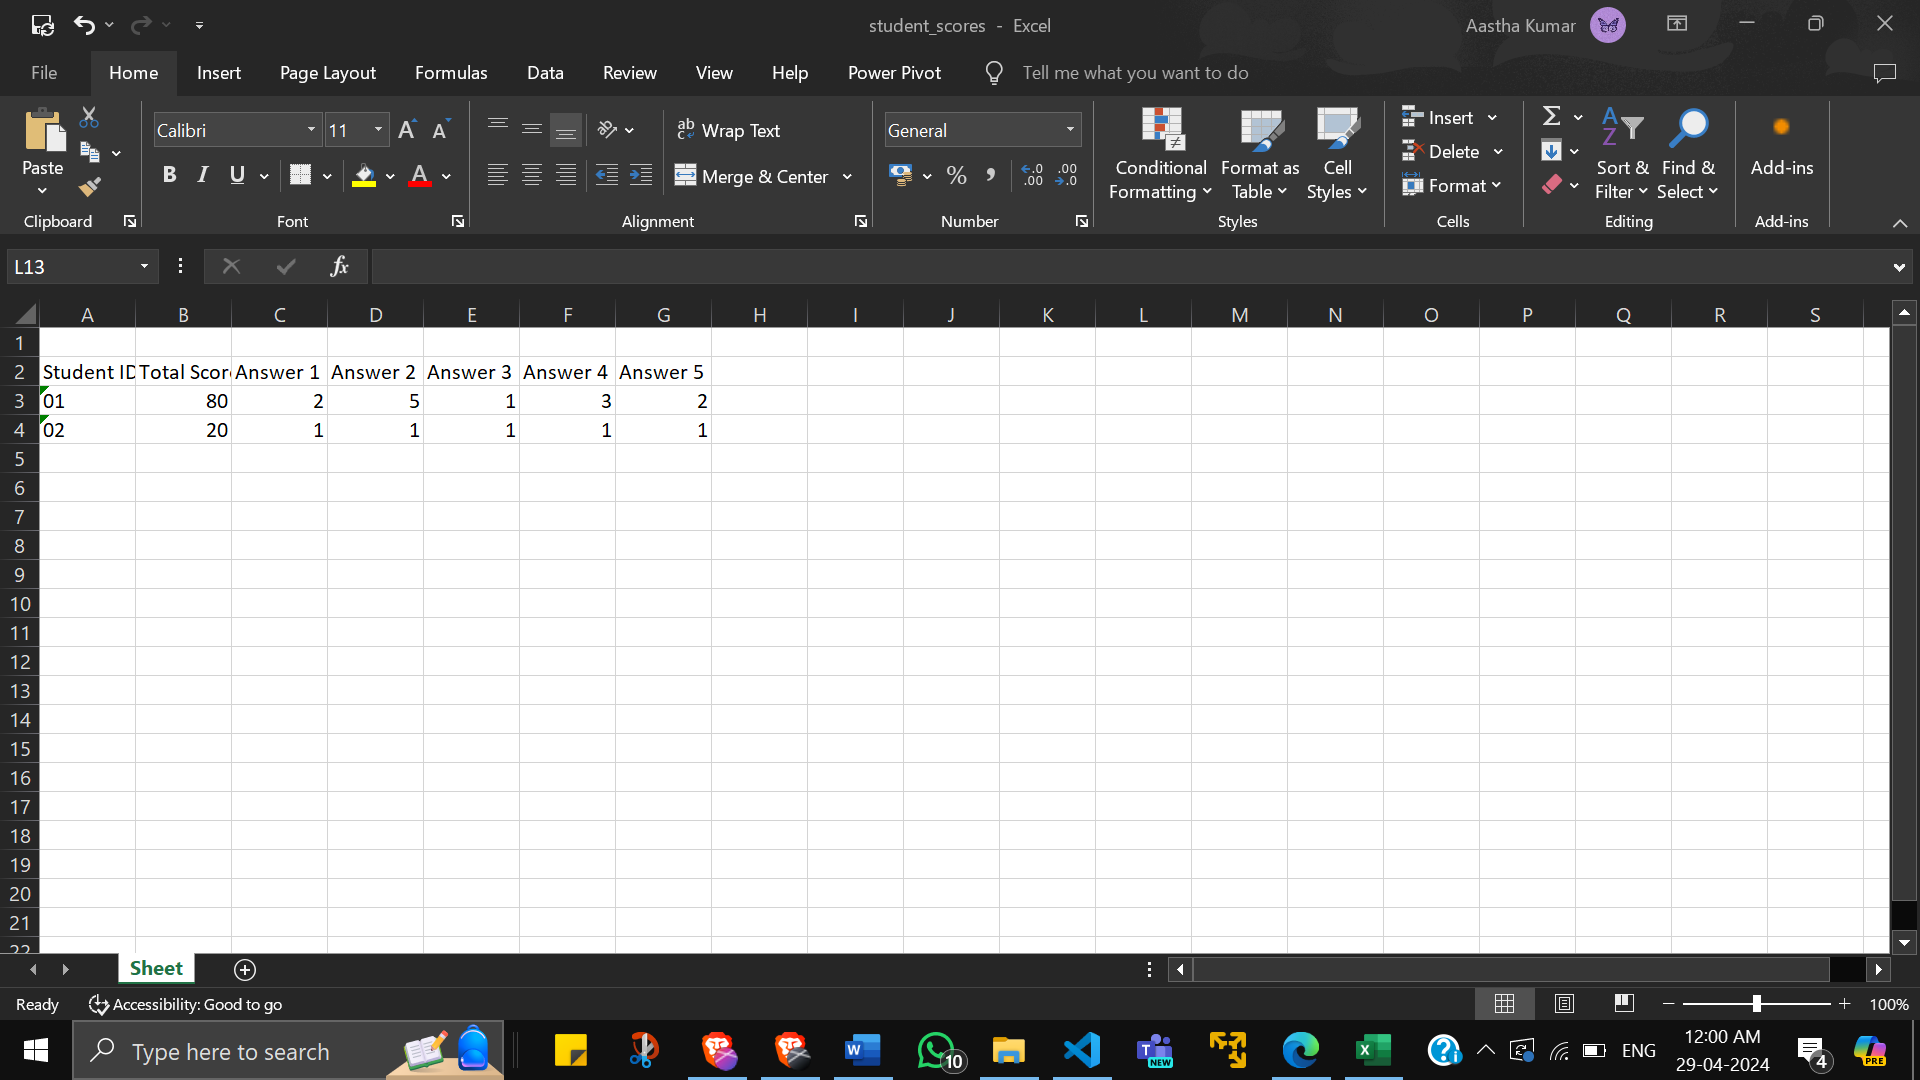 student_scores - Excel
Aastha Kumar
File Home Insert Page Layout Formulas Data Review View Help Power Pivot Tell me what you want to do
Paste
Clipboard
Calibri 11
B I U A
Font
ab Wrap Text
Merge & Center
Alignment
General
% ,
Number
Conditional Formatting
Format as Table
Cell Styles
Styles
Insert
Delete
Format
Cells
Sort & Filter
Find & Select
Editing
Add-ins
Add-ins
L13 fx
A B C D E F G H I J K L M N O P Q R S
1
2 Student ID Total Scor Answer 1 Answer 2 Answer 3 Answer 4 Answer 5
3 01 80 2 5 1 3 2
4 02 20 1 1 1 1 1
5
6
7
8
9
10
11
12
13
14
15
16
17
18
19
20
21
22
Sheet
Ready Accessibility: Good to go 100%
Type here to search 10 NEW ENG 12:00 AM 4 PRE
29-04-2024